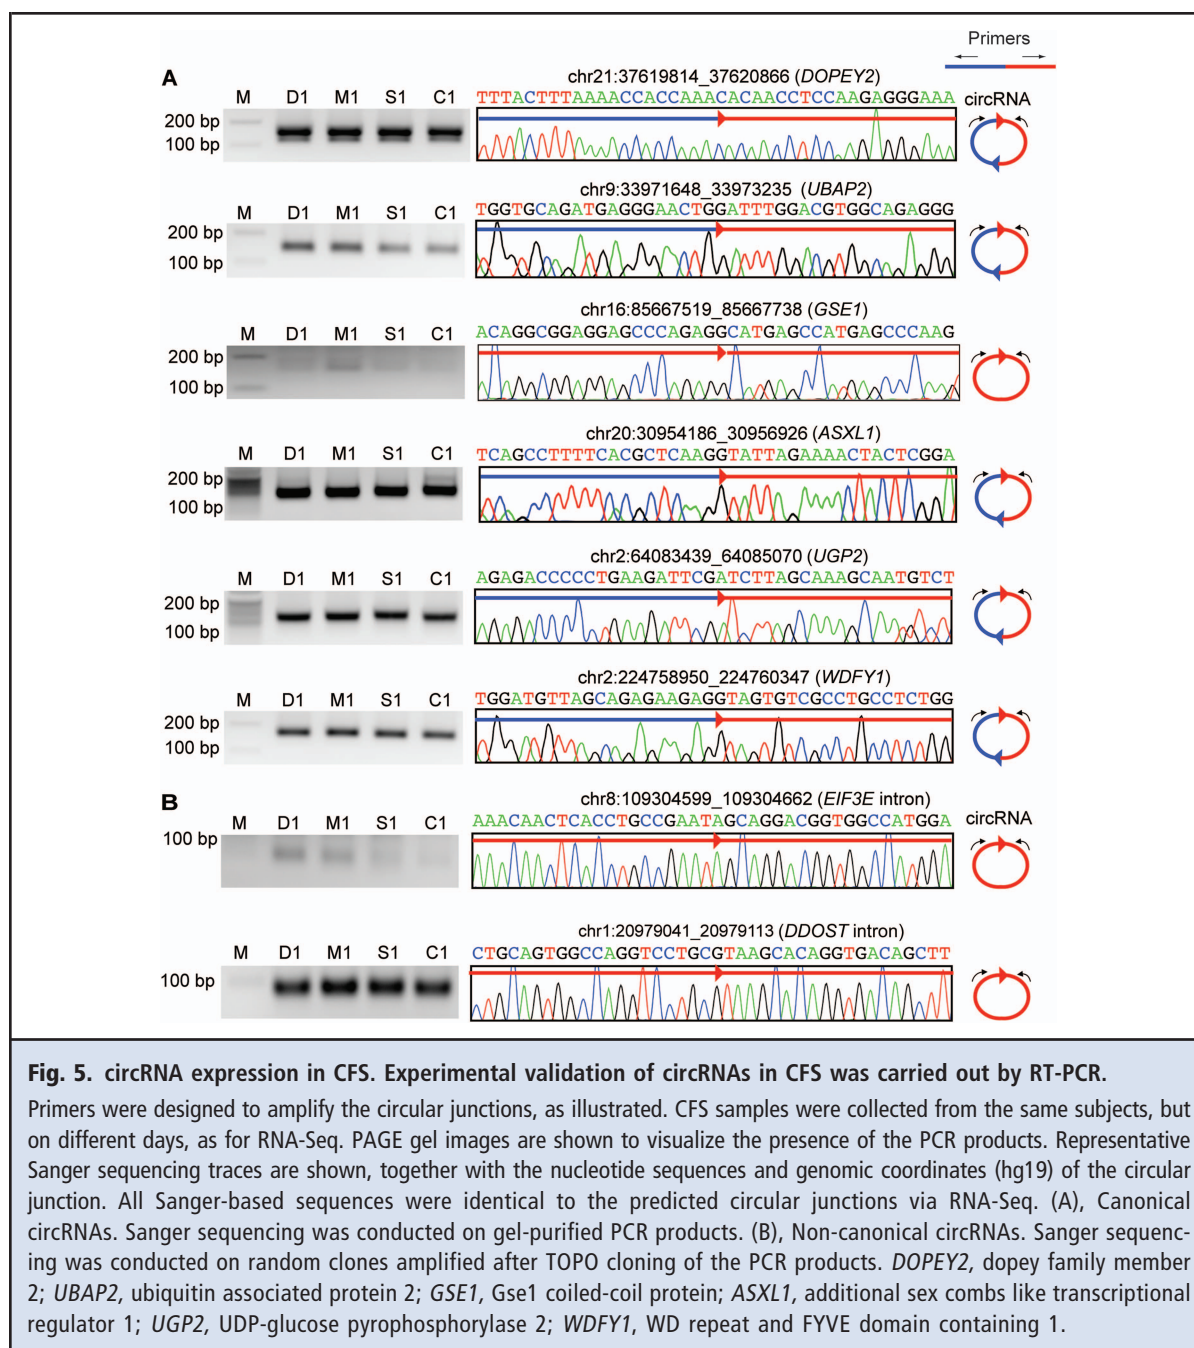 Primers
A
chr21:37619814_37620866 (DOPEY2)
M D1 M1 S1 C1
TTTACTTTAAAACCACCAAACACAACCTCCAAGAGGGAAA
circRNA
200 bp
100 bp
chr9:33971648_33973235 (UBAP2)
M D1 M1 S1 C1
TGGTGCAGATGAGGGAACTGGATTTGGACGTGGCAGAGGG
200 bp
100 bp
chr16:85667519_85667738 (GSE1)
M D1 M1 S1 C1
ACAGGCGGAGGAGCCCAGAGGCATGAGCCATGAGCCCAAG
200 bp
100 bp
chr20:30954186_30956926 (ASXL1)
M D1 M1 S1 C1
TCAGCCTTTTCACGCTCAAGGTATTAGAAAACTACTCGGA
200 bp
100 bp
chr2:64083439_64085070 (UGP2)
M D1 M1 S1 C1
AGAGACCCCCTGAAGATTCGATCTTAGCAAAGCAATGTCT
200 bp
100 bp
chr2:224758950_224760347 (WDFY1)
M D1 M1 S1 C1
TGGATGTTAGCAGAGAAGAGGTAGTGTCGCCTGCCTCTGG
200 bp
100 bp
B
chr8:109304599_109304662 (EIF3E intron)
M D1 M1 S1 C1
AAACAACTCACCTGCCGAATAGCAGGACGGTGGCCATGGA
circRNA
100 bp
chr1:20979041_20979113 (DDOST intron)
M D1 M1 S1 C1
CTGCAGTGGCCAGGTCCTGCGTAAGCACAGGTGACAGCTT
100 bp
Fig. 5. circRNA expression in CFS. Experimental validation of circRNAs in CFS was carried out by RT-PCR.
Primers were designed to amplify the circular junctions, as illustrated. CFS samples were collected from the same subjects, but
on different days, as for RNA-Seq. PAGE gel images are shown to visualize the presence of the PCR products. Representative
Sanger sequencing traces are shown, together with the nucleotide sequences and genomic coordinates (hg19) of the circular
junction. All Sanger-based sequences were identical to the predicted circular junctions via RNA-Seq. (A), Canonical
circRNAs. Sanger sequencing was conducted on gel-purified PCR products. (B), Non-canonical circRNAs. Sanger sequenc-
ing was conducted on random clones amplified after TOPO cloning of the PCR products. DOPEY2, dopey family member
2; UBAP2, ubiquitin associated protein 2; GSE1, Gse1 coiled-coil protein; ASXL1, additional sex combs like transcriptional
regulator 1; UGP2, UDP-glucose pyrophosphorylase 2; WDFY1, WD repeat and FYVE domain containing 1.